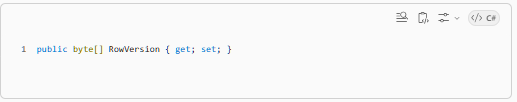 </> C#
1 public byte[] RowVersion { get; set; }